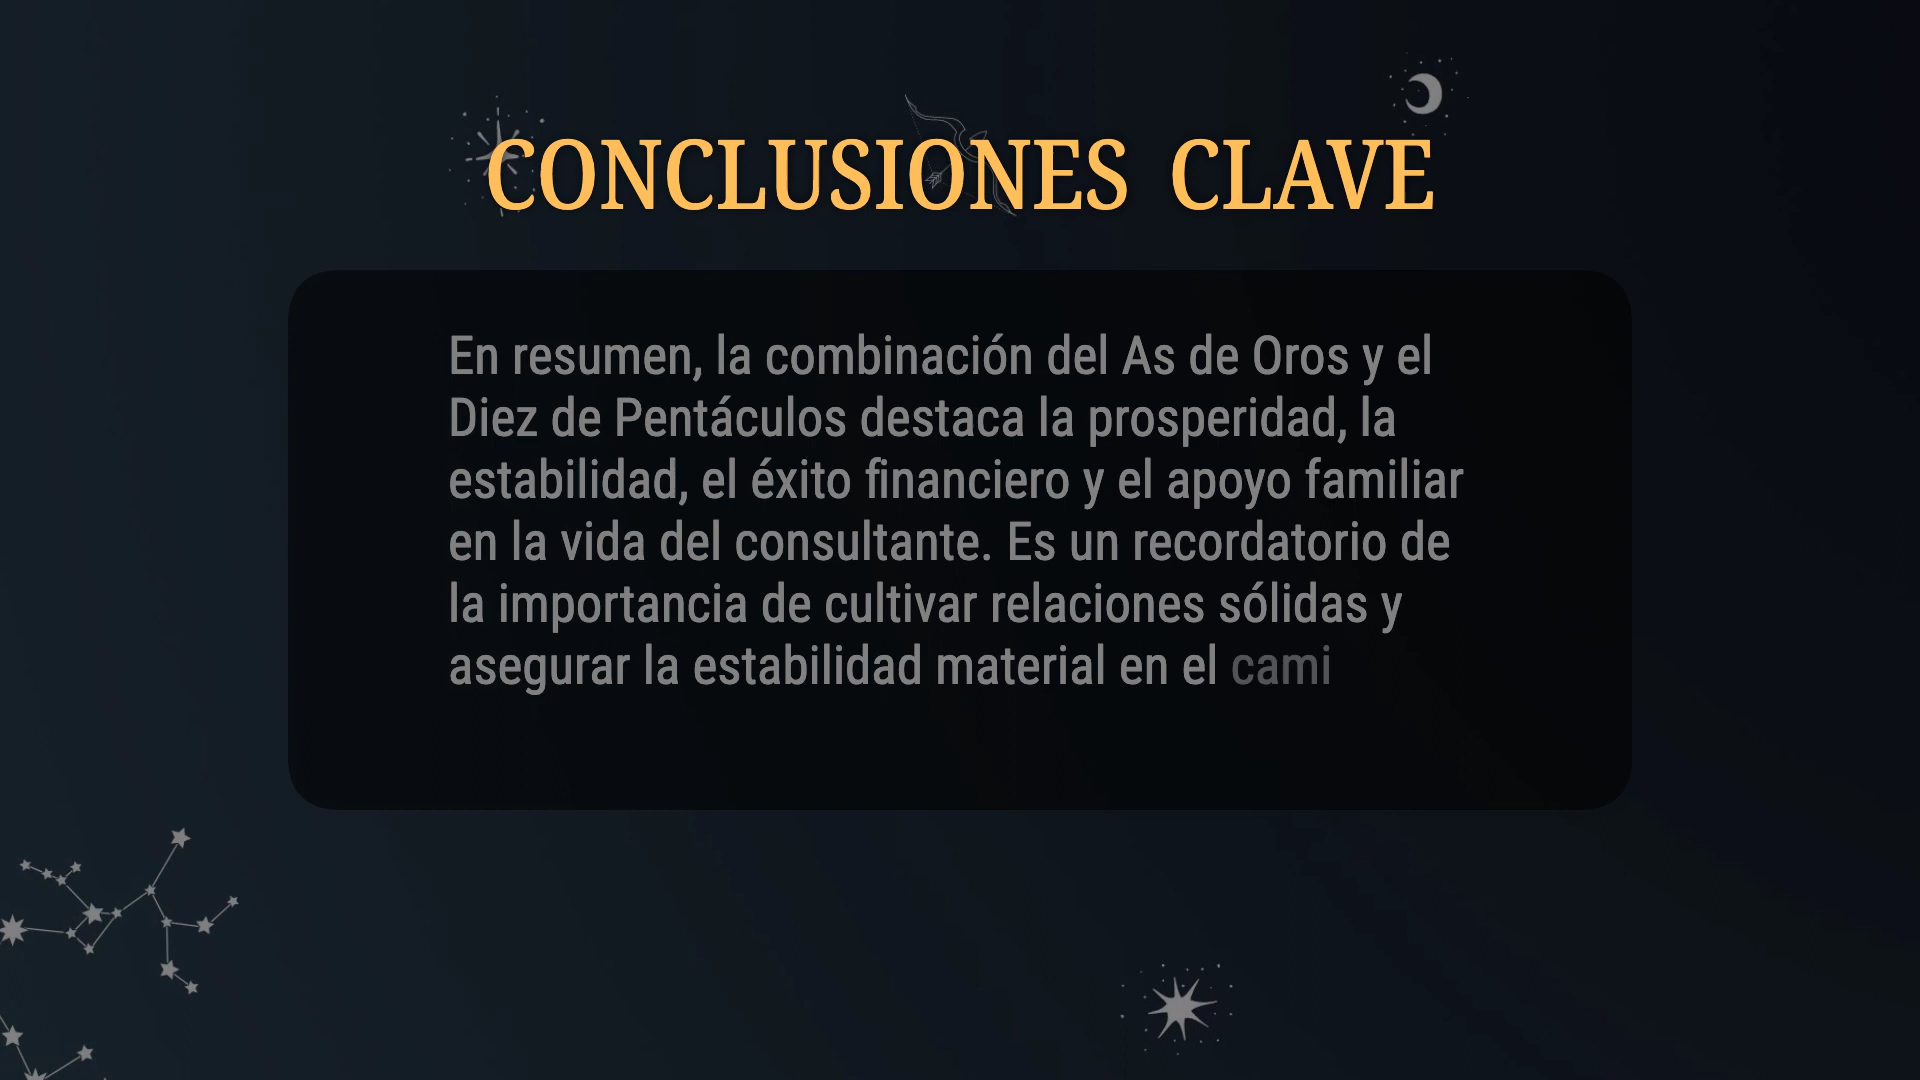 CONCLUSIONES CLAVE
En resumen, la combinación del As de Oros y el
Diez de Pentáculos destaca la prosperidad, la
estabilidad, el éxito financiero y el apoyo familiar
en la vida del consultante. Es un recordatorio de
la importancia de cultivar relaciones sólidas y
asegurar la estabilidad material en el cami